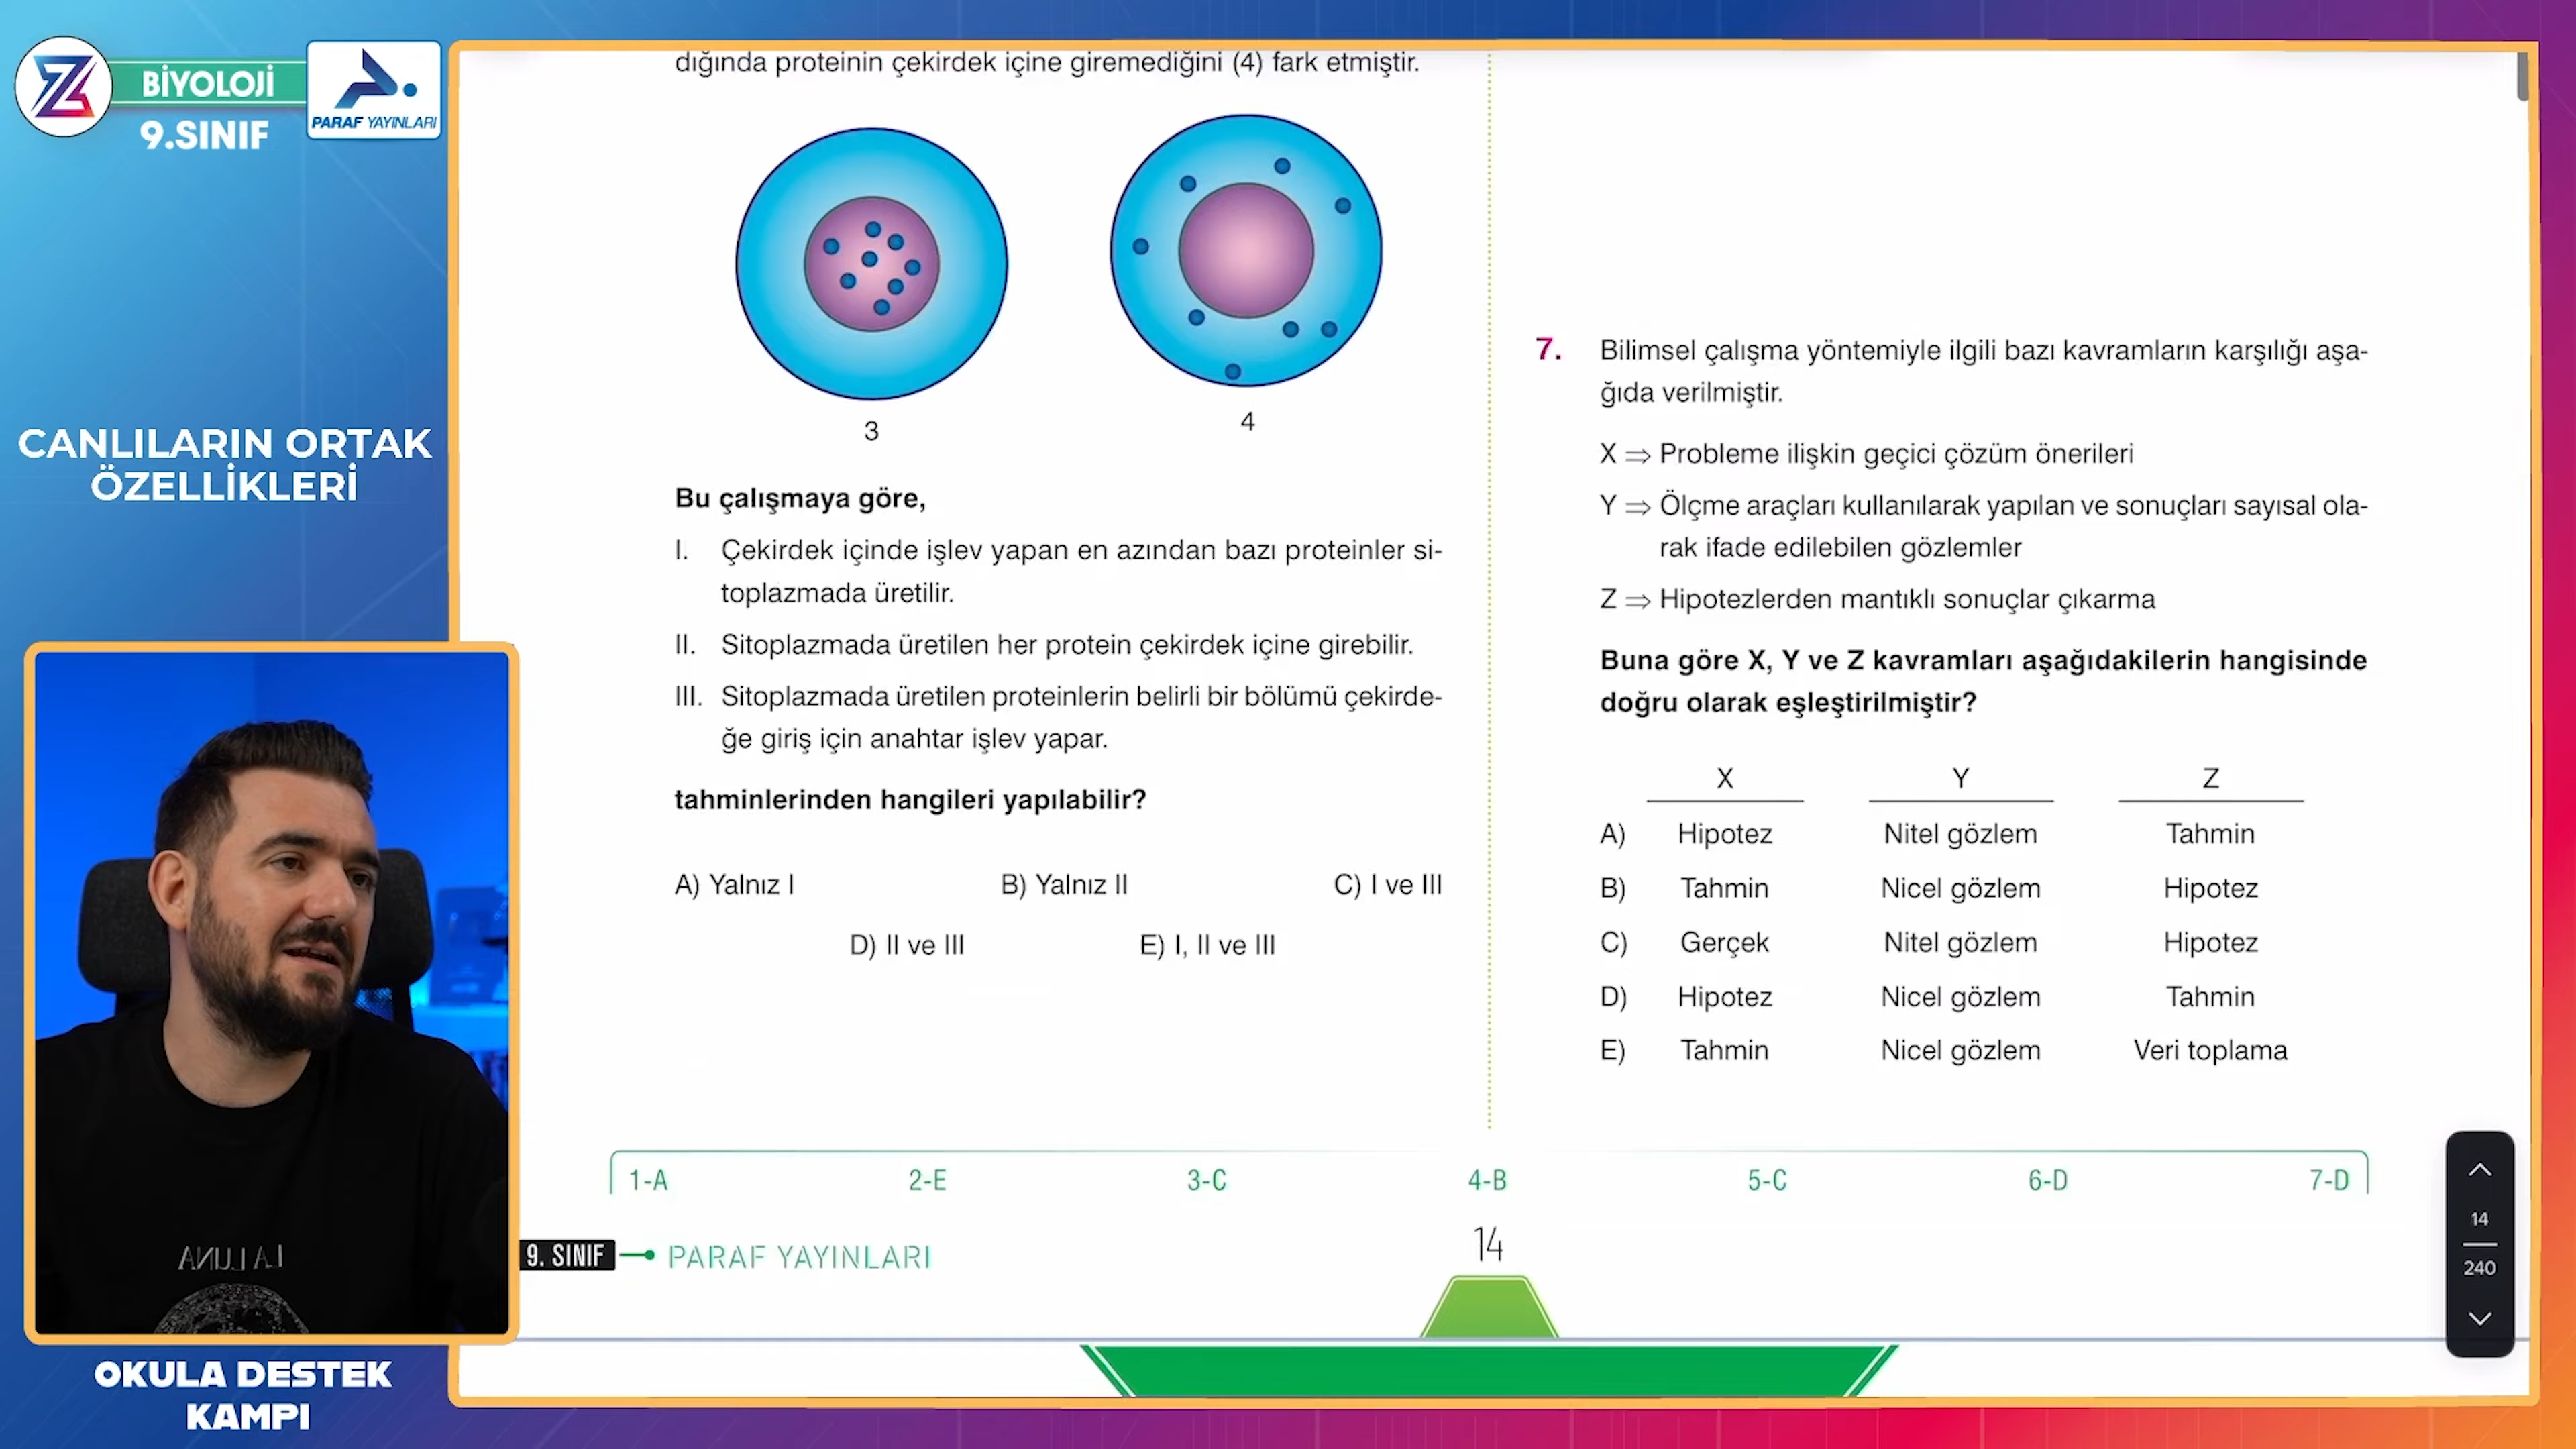 BİYOLOJİ
9.SINIF
PARAF YAYINLARI
CANLILARIN ORTAK
ÖZELLİKLERİ
dığında proteinin çekirdek içine giremediğini (4) fark etmiştir.
3
4
Bu çalışmaya göre,
I. Çekirdek içinde işlev yapan en azından bazı proteinler si-
toplazmada üretilir.
II. Sitoplazmada üretilen her protein çekirdek içine girebilir.
III. Sitoplazmada üretilen proteinlerin belirli bir bölümü çekirde-
ğe giriş için anahtar işlev yapar.
tahminlerinden hangileri yapılabilir?
A) Yalnız I B) Yalnız II C) I ve III
D) II ve III E) I, II ve III
7. Bilimsel çalışma yöntemiyle ilgili bazı kavramların karşılığı aşa-
ğıda verilmiştir.
X ⇒ Probleme ilişkin geçici çözüm önerileri
Y ⇒ Ölçme araçları kullanılarak yapılan ve sonuçları sayısal ola-
rak ifade edilebilen gözlemler
Z ⇒ Hipotezlerden mantıklı sonuçlar çıkarma
Buna göre X, Y ve Z kavramları aşağıdakilerin hangisinde
doğru olarak eşleştirilmiştir?
X Y Z
A) Hipotez Nitel gözlem Tahmin
B) Tahmin Nicel gözlem Hipotez
C) Gerçek Nitel gözlem Hipotez
D) Hipotez Nicel gözlem Tahmin
E) Tahmin Nicel gözlem Veri toplama
1-A 2-E 3-C 4-B 5-C 6-D 7-D
9. SINIF PARAF YAYINLARI
14
14
240
LA LUNA
OKULA DESTEK
KAMPI